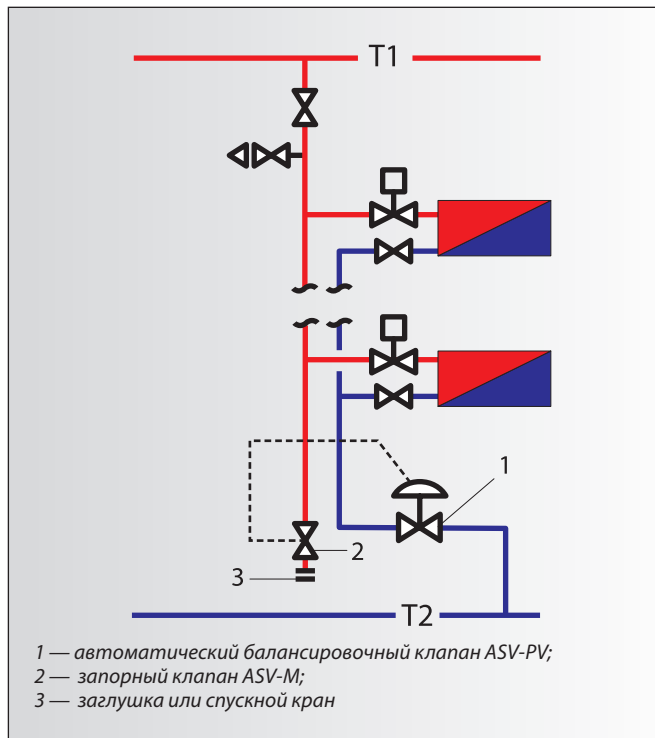 T1
1
2
3
T2
1 — автоматический балансировочный клапан ASV-PV;
2 — запорный клапан ASV-M;
3 — заглушка или спускной кран